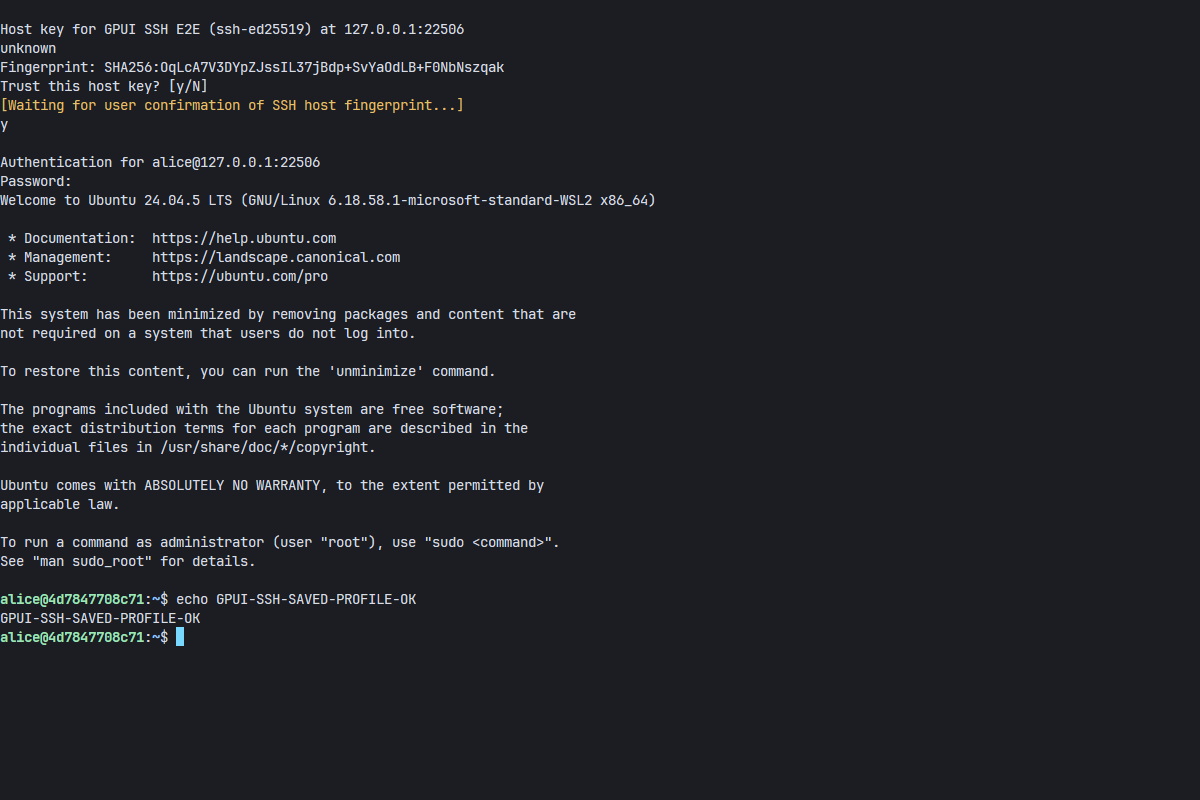 Host key for GPUI SSH E2E (ssh-ed25519) at 127.0.0.1:22506
unknown
Fingerprint: SHA256:OqLcA7V3DYpZJssIL37jBdp+SvYaOdLB+F0NbNszqak
Trust this host key? [y/N]
[Waiting for user confirmation of SSH host fingerprint...]
y
Authentication for alice@127.0.0.1:22506
Password:
Welcome to Ubuntu 24.04.5 LTS (GNU/Linux 6.18.58.1-microsoft-standard-WSL2 x86_64)
* Documentation:  https://help.ubuntu.com
* Management:     https://landscape.canonical.com
* Support:        https://ubuntu.com/pro
This system has been minimized by removing packages and content that are
not required on a system that users do not log into.
To restore this content, you can run the 'unminimize' command.
The programs included with the Ubuntu system are free software;
the exact distribution terms for each program are described in the
individual files in /usr/share/doc/*/copyright.
Ubuntu comes with ABSOLUTELY NO WARRANTY, to the extent permitted by
applicable law.
To run a command as administrator (user "root"), use "sudo <command>".
See "man sudo_root" for details.
alice@4d7847708c71:~$ echo GPUI-SSH-SAVED-PROFILE-OK
GPUI-SSH-SAVED-PROFILE-OK
alice@4d7847708c71:~$